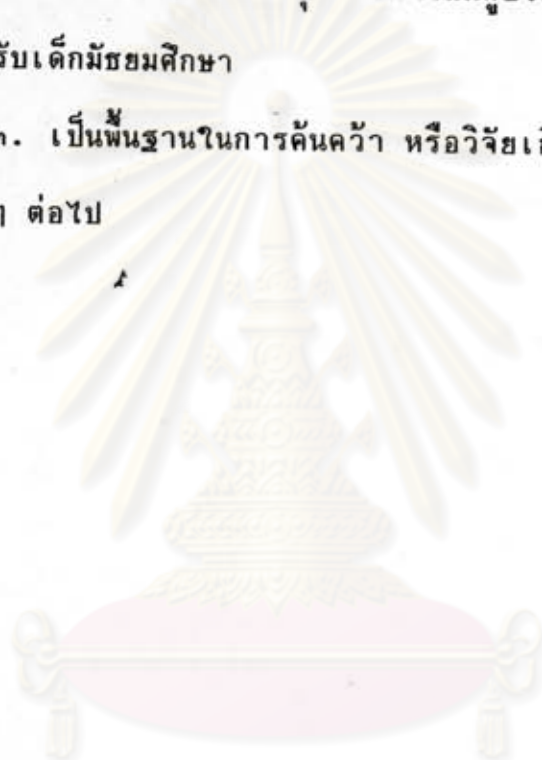 รับเด็กมัธยมศึกษา
เป็นพื้นฐานในการค้นคว้า หรือวิจัย
ๆ ต่อไป